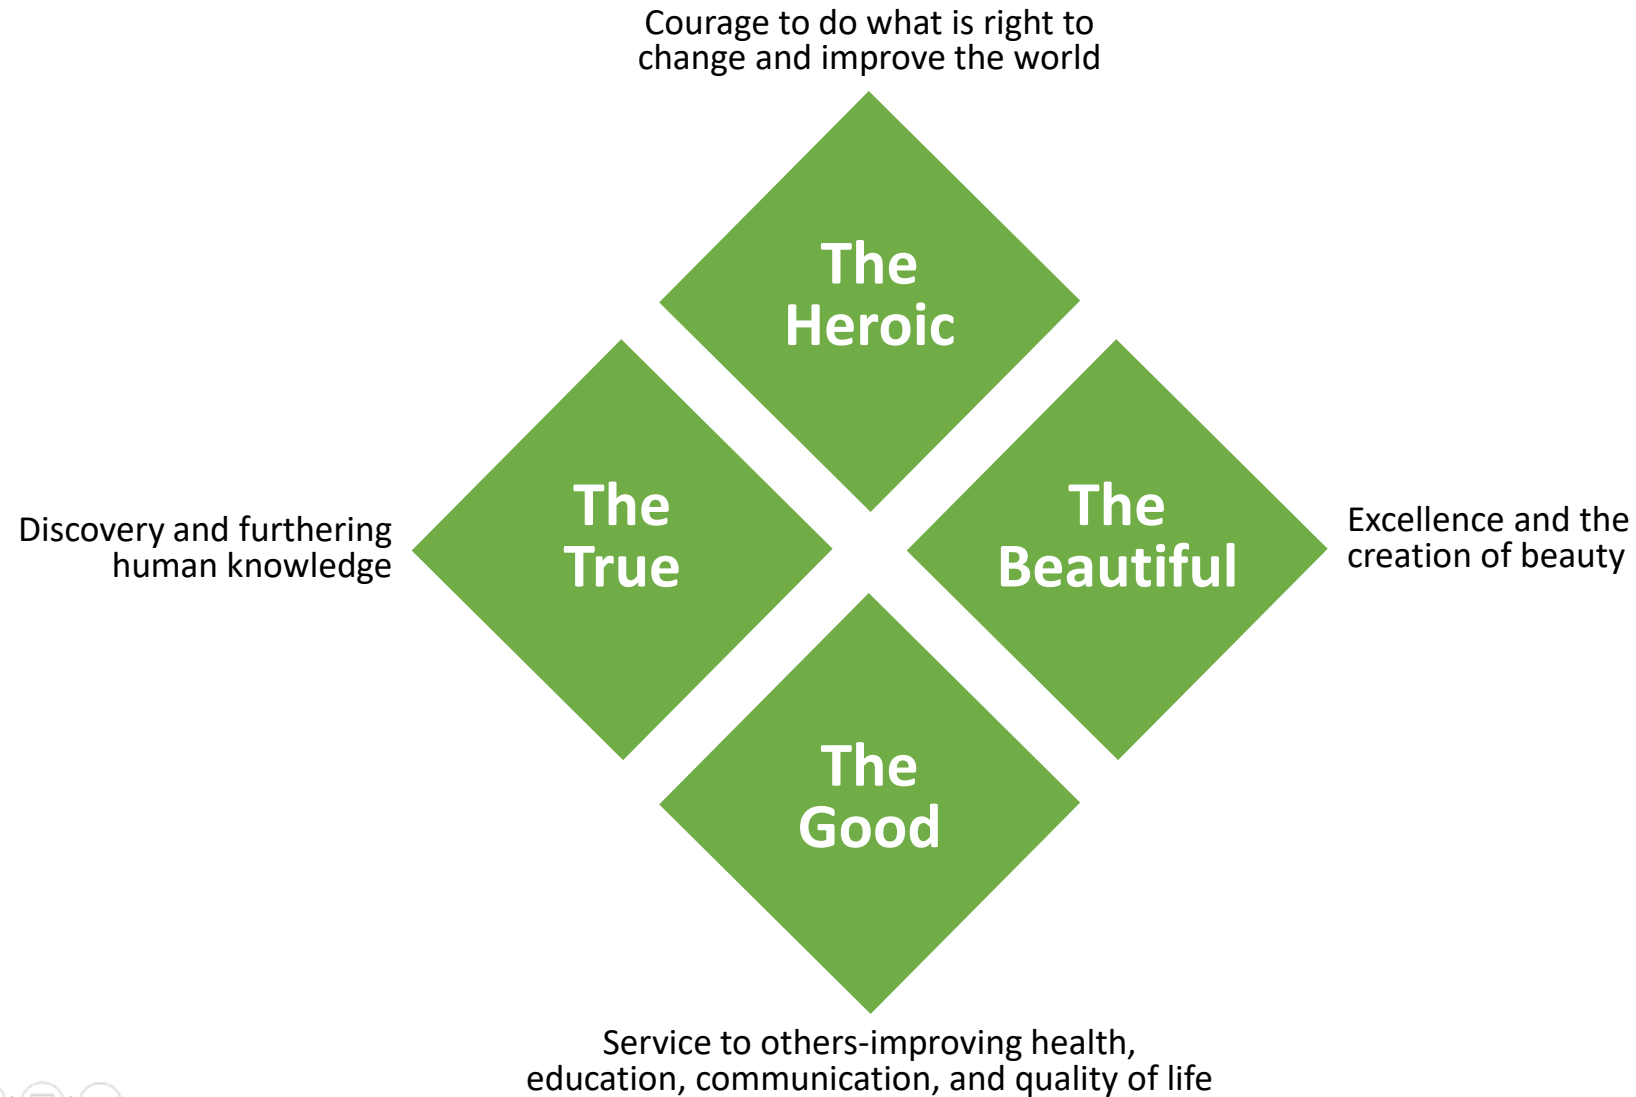 Courage to do what is right to
change and improve the world
The
Heroic
The
True
The
Beautiful
Discovery and furthering
human knowledge
Excellence and the
creation of beauty
The
Good
Service to others-improving health,
education, communication, and quality of life